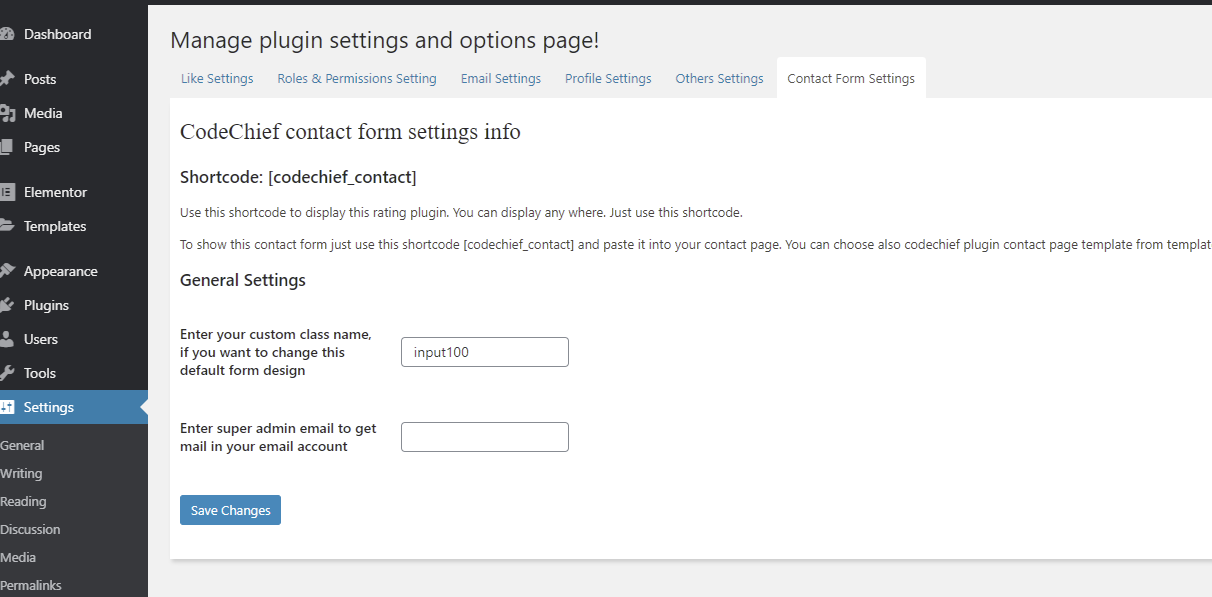 Dashboard
Posts
Media
Pages
Elementor
Templates
Appearance
Plugins
Users
Tools
Settings
General
Writing
Reading
Discussion
Media
Permalinks
Manage plugin settings and options page!
Like Settings Roles & Permissions Setting Email Settings Profile Settings Others Settings Contact Form Settings
CodeChief contact form settings info
Shortcode: [codechief_contact]
Use this shortcode to display this rating plugin. You can display any where. Just use this shortcode.
To show this contact form just use this shortcode [codechief_contact] and paste it into your contact page. You can choose also codechief plugin contact page template from templat
General Settings
Enter your custom class name,
if you want to change this
default form design
input100
Enter super admin email to get
mail in your email account
Save Changes